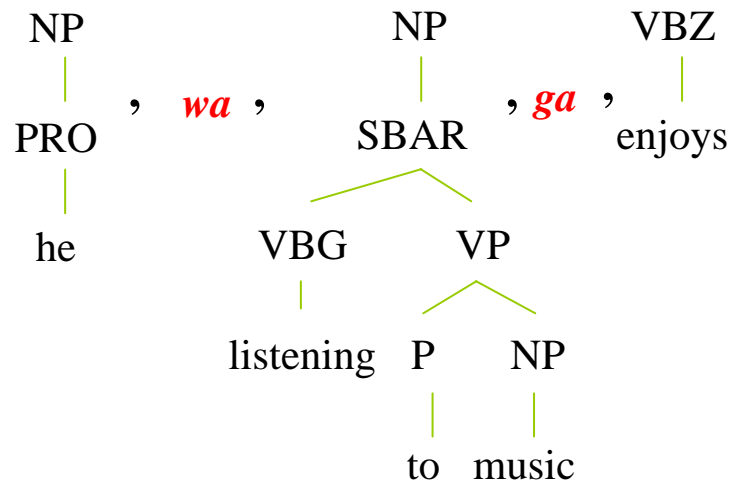 NP NP VBZ
, wa , , ga ,
PRO SBAR enjoys
he VBG VP
listening P NP
to music